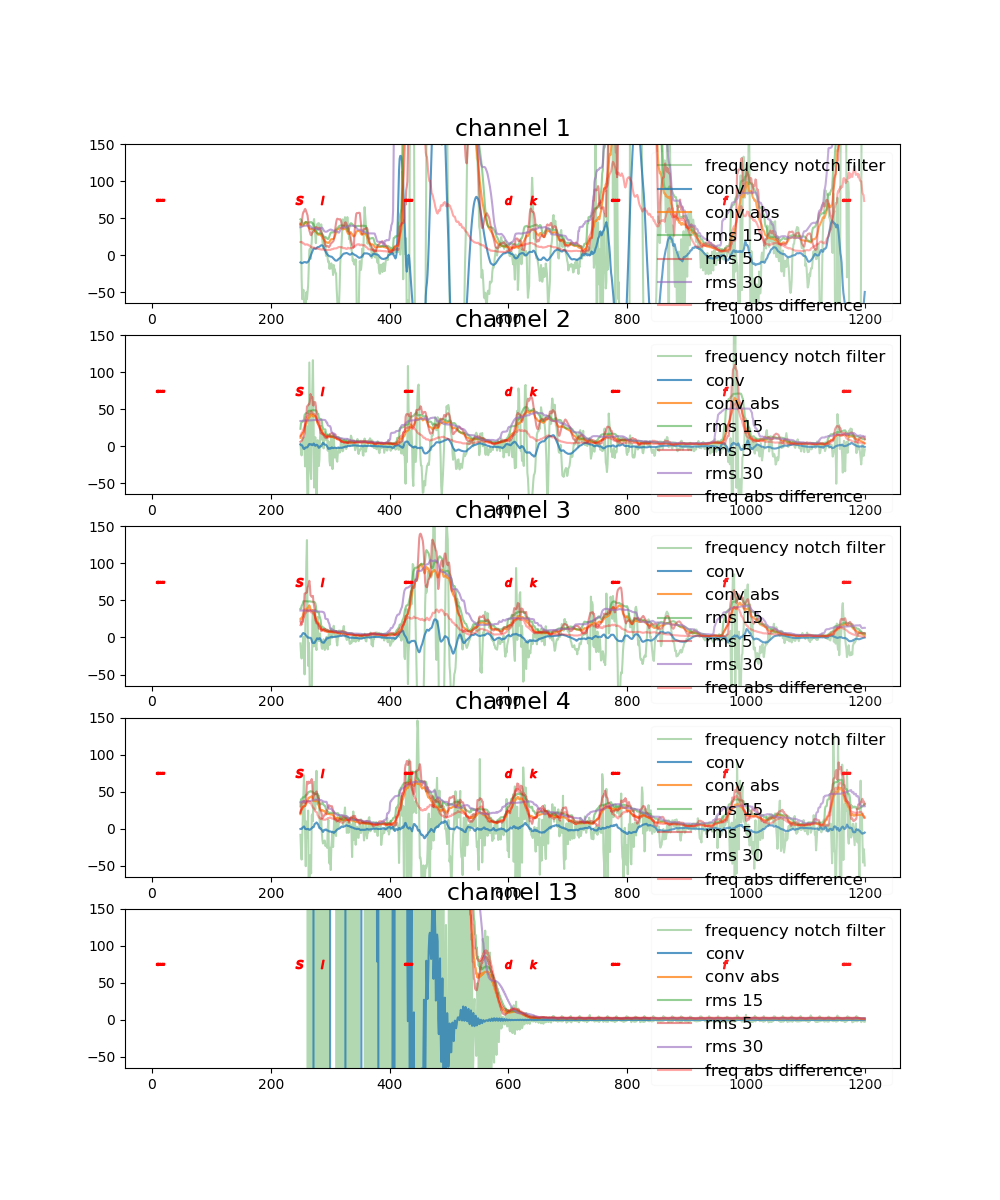 channel 1
150
100
50
0
−50
S l d k f
frequency notch filter
conv
conv abs
rms 15
rms 5
rms 30
freq abs difference
0 200 400 600 800 1000 1200
channel 2
150
100
50
0
−50
S l d k f
frequency notch filter
conv
conv abs
rms 15
rms 5
rms 30
freq abs difference
0 200 400 600 800 1000 1200
channel 3
150
100
50
0
−50
S l d k f
frequency notch filter
conv
conv abs
rms 15
rms 5
rms 30
freq abs difference
0 200 400 600 800 1000 1200
channel 4
150
100
50
0
−50
S l d k f
frequency notch filter
conv
conv abs
rms 15
rms 5
rms 30
freq abs difference
0 200 400 600 800 1000 1200
channel 13
150
100
50
0
−50
S l d k f
frequency notch filter
conv
conv abs
rms 15
rms 5
rms 30
freq abs difference
0 200 400 600 800 1000 1200